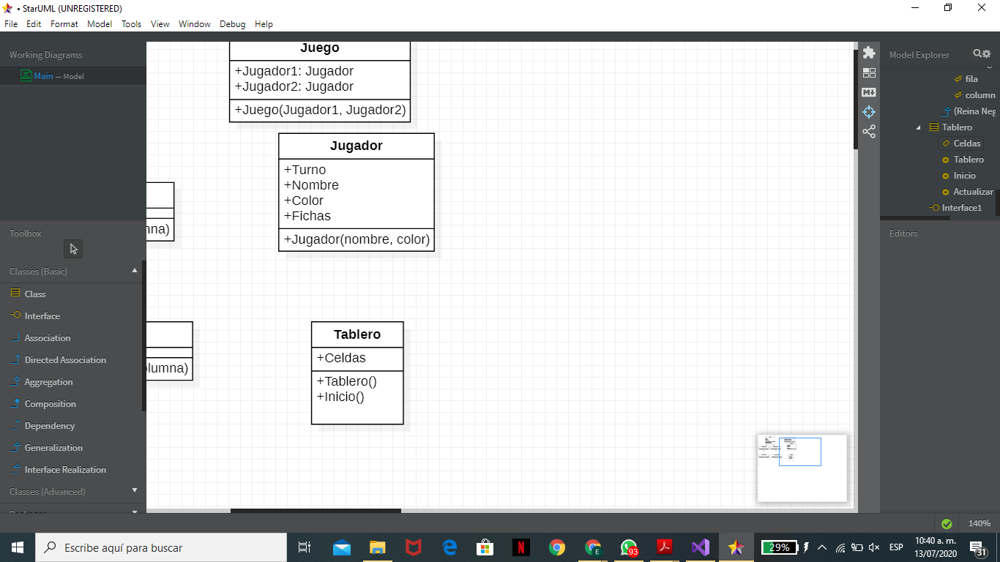 • StarUML (UNREGISTERED)
File Edit Format Model Tools View Window Debug Help
Working Diagrams
Main — Model
Toolbox
Classes (Basic)
Class
Interface
Association
Directed Association
Aggregation
Composition
Dependency
Generalization
Interface Realization
Classes (Advanced)
Juego
+Jugador1: Jugador
+Jugador2: Jugador
+Juego(Jugador1, Jugador2)
Jugador
+Turno
+Nombre
+Color
+Fichas
+Jugador(nombre, color)
nna)
olumna)
Tablero
+Celdas
+Tablero()
+Inicio()
Model Explorer
fila
column
(Reina Neg
Tablero
Celdas
Tablero
Inicio
Actualizar
Interface1
Editors
140%
Escribe aquí para buscar
93
29%
ESP
10:40 a. m.
13/07/2020
31